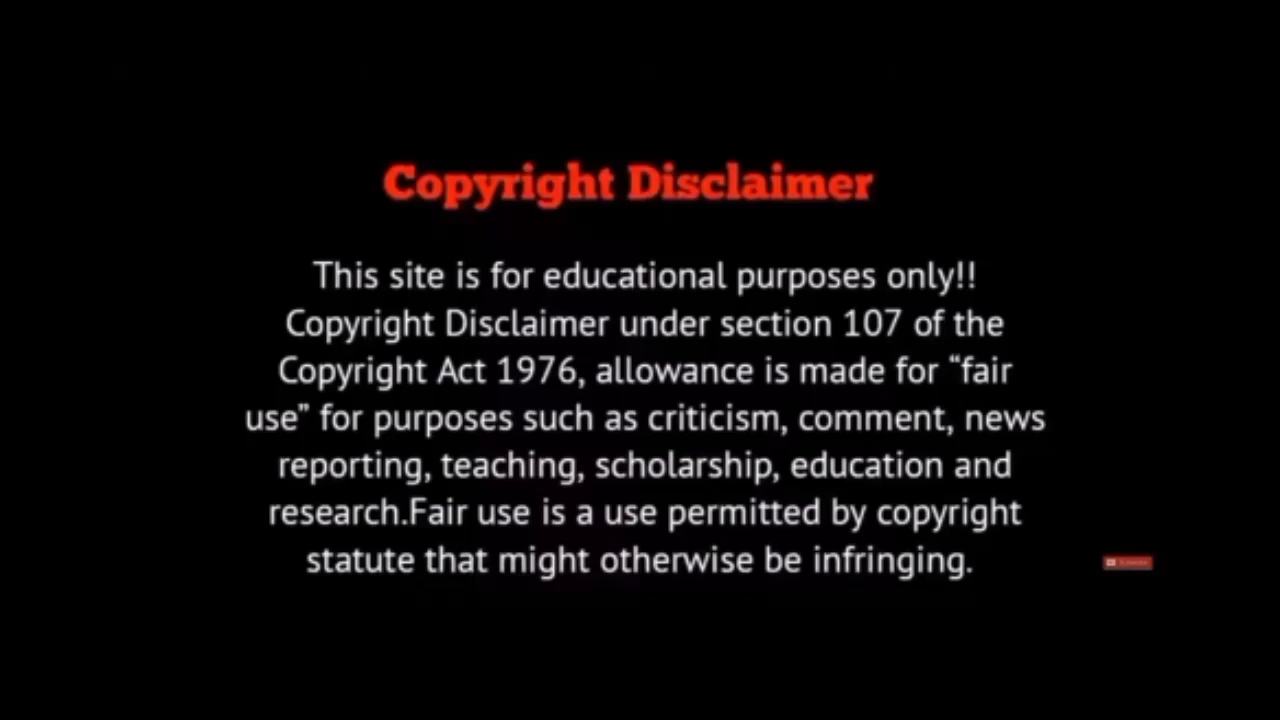 Copyright Disclaimer
This site is for educational purposes only!!
Copyright Disclaimer under section 107 of the
Copyright Act 1976, allowance is made for “fair
use” for purposes such as criticism, comment, news
reporting, teaching, scholarship, education and
research.Fair use is a use permitted by copyright
statute that might otherwise be infringing.